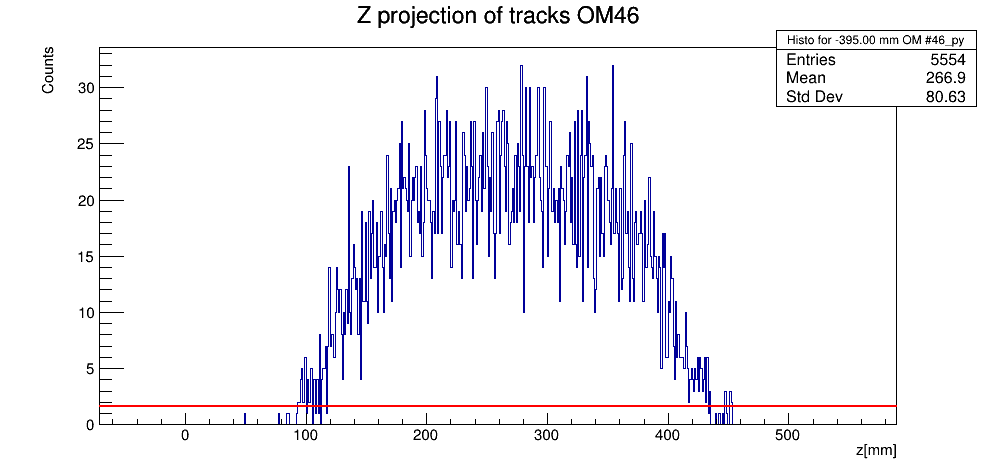 Z projection of tracks OM46
Histo for -395.00 mm OM #46_py
Entries 5554
Mean 266.9
Std Dev 80.63
Counts
30
25
20
15
10
5
0
0 100 200 300 400 500
z[mm]